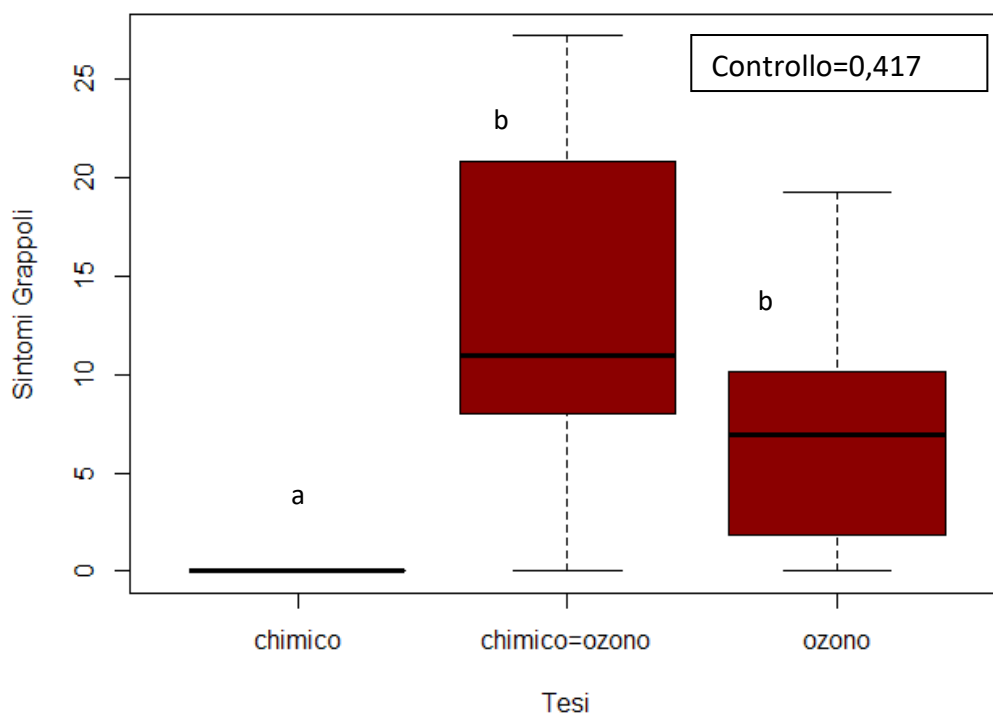 Controllo=0,417
25
20
15
10
5
0
Sintomi Grappoli
a
b
b
chimico
chimico=ozono
ozono
Tesi